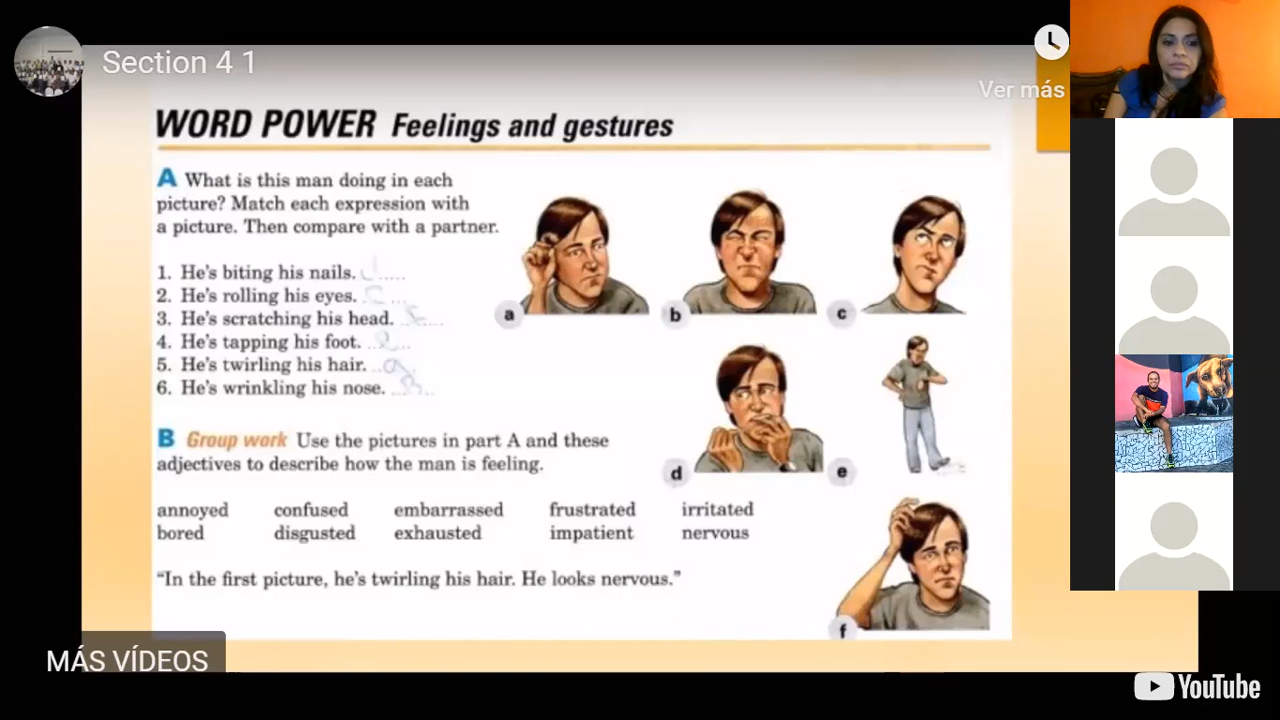 Section 4 1
Ver más
WORD POWER Feelings and gestures
A What is this man doing in each
picture? Match each expression with
a picture. Then compare with a partner.
1. He's biting his nails. d
2. He's rolling his eyes. c
3. He's scratching his head. f
4. He's tapping his foot. e
5. He's twirling his hair. a
6. He's wrinkling his nose. B
a
b
c
d
e
f
B Group work Use the pictures in part A and these
adjectives to describe how the man is feeling.
annoyed confused embarrassed frustrated irritated
bored disgusted exhausted impatient nervous
"In the first picture, he's twirling his hair. He looks nervous."
MÁS VÍDEOS
YouTube